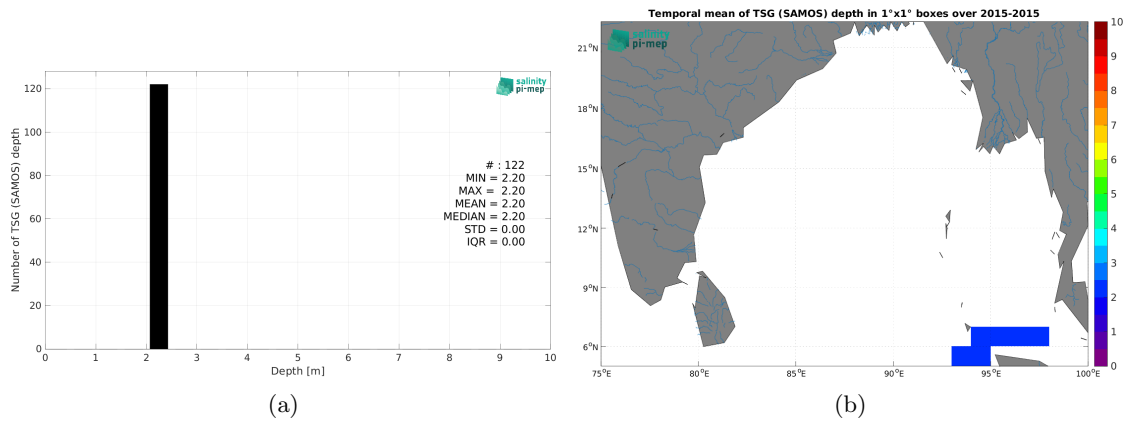 Number of TSG (SAMOS) depth
120
100
80
60
40
20
0
0 1 2 3 4 5 6 7 8 9 10
Depth [m]
salinity
pi-mep
# : 122
MIN = 2.20
MAX = 2.20
MEAN = 2.20
MEDIAN = 2.20
STD = 0.00
IQR = 0.00
(a)
Temporal mean of TSG (SAMOS) depth in 1°x1° boxes over 2015-2015
salinity
pi-mep
21°N
18°N
15°N
12°N
9°N
6°N
75°E 80°E 85°E 90°E 95°E 100°E
10
9
8
7
6
5
4
3
2
1
0
(b)